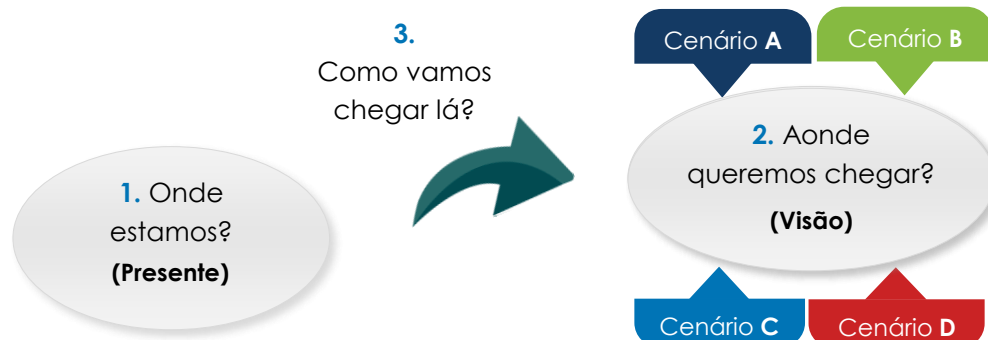 3.
Como vamos
chegar lá?
Cenário A
Cenário B
1. Onde
estamos?
(Presente)
2. Aonde
queremos chegar?
(Visão)
Cenário C
Cenário D